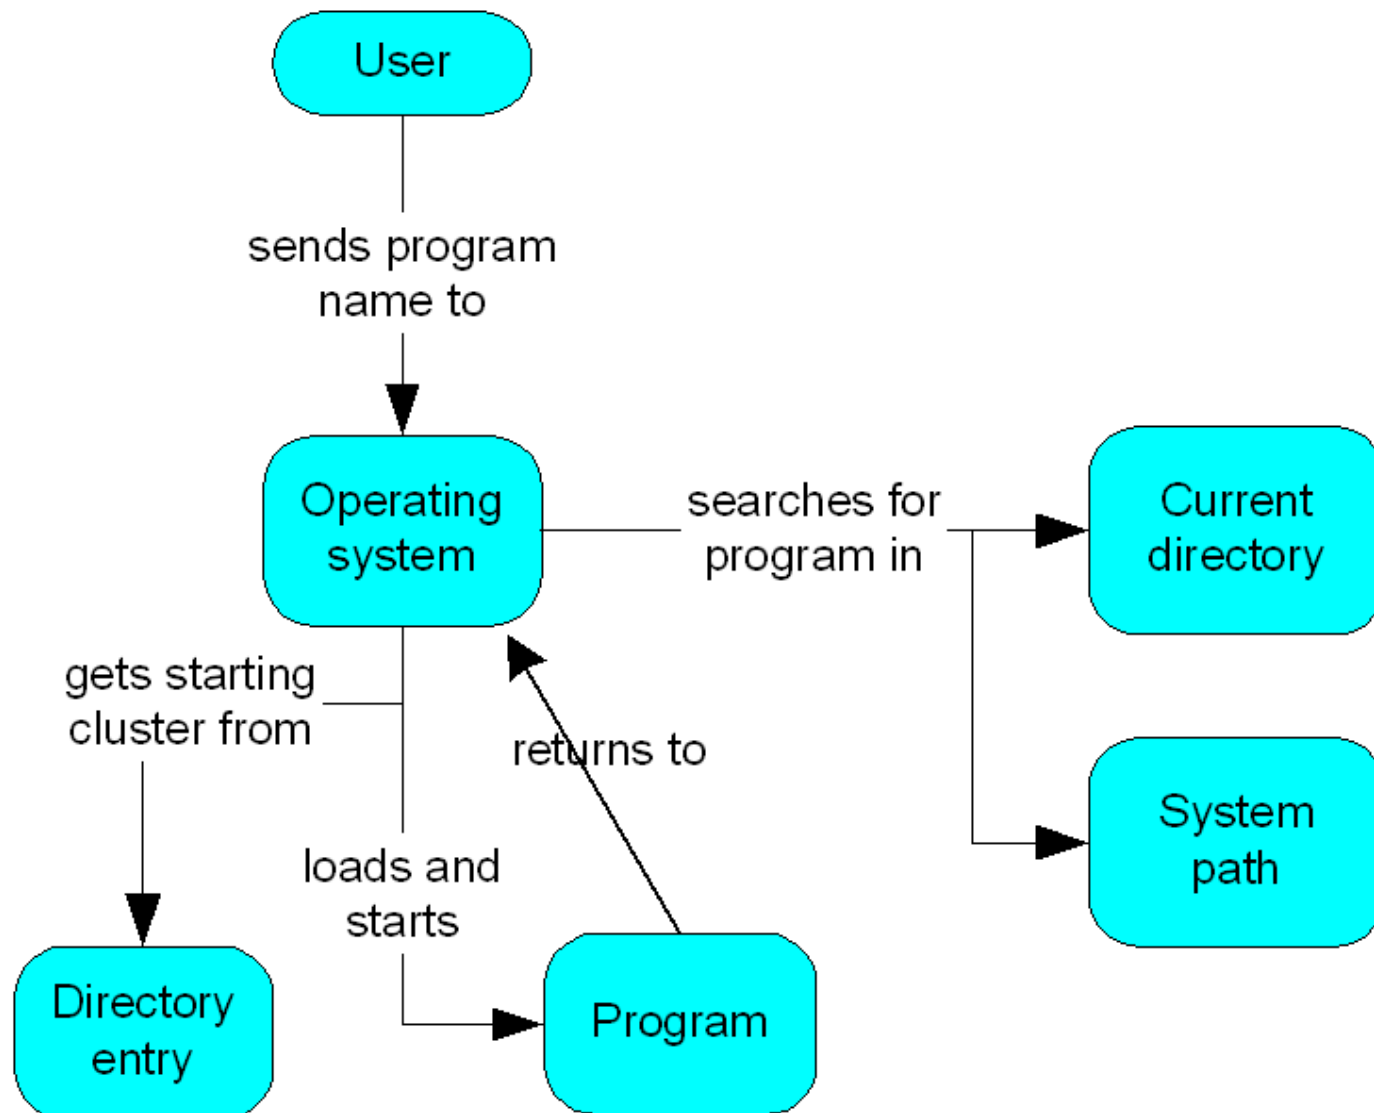 User
sends program
name to
Operating
system
searches for
program in
Current
directory
gets starting
cluster from
returns to
System
path
loads and
starts
Directory
entry
Program